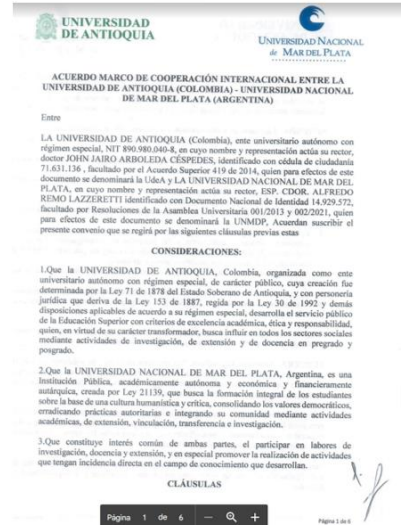 UNIVERSIDAD
DE ANTIOQUIA
UNIVERSIDAD NACIONAL
de MAR DEL PLATA
ACUERDO MARCO DE COOPERACIÓN INTERNACIONAL ENTRE LA
UNIVERSIDAD DE ANTIOQUIA (COLOMBIA) - UNIVERSIDAD NACIONAL
DE MAR DEL PLATA (ARGENTINA)
Entre
LA UNIVERSIDAD DE ANTIOQUIA (Colombia), ente universitario autónomo con
régimen especial, NIT 890.980.040-8, en cuyo nombre y representación actúa su rector,
doctor JOHN JAIRO ARBOLEDA CÉSPEDES, identificado con cédula de ciudadanía
71.631.136 , facultado por el Acuerdo Superior 419 de 2014, quien para efectos de este
documento se denominará la UdeA y LA UNIVERSIDAD NACIONAL DE MAR DEL
PLATA, en cuyo nombre y representación actúa su rector, ESP. CDOR. ALFREDO
REMO LAZZERETTI identificado con Documento Nacional de Identidad 14.929.572,
facultado por Resoluciones de la Asamblea Universitaria 001/2013 y 002/2021, quien
para efectos de este documento se denominará la UNMDP, Acuerdan suscribir el
presente convenio que se regirá por las siguientes cláusulas previas estas
CONSIDERACIONES:
1.Que la UNIVERSIDAD DE ANTIOQUIA, Colombia, organizada como ente
universitario autónomo con régimen especial, de carácter público, cuya creación fue
determinada por la Ley 71 de 1878 del Estado Soberano de Antioquia, y con personería
jurídica que deriva de la Ley 153 de 1887, regida por la Ley 30 de 1992 y demás
disposiciones aplicables de acuerdo a su régimen especial, desarrolla el servicio público
de la Educación Superior con criterios de excelencia académica, ética y responsabilidad,
quien, en virtud de su carácter transformador, busca influir en todos los sectores sociales
mediante actividades de investigación, de extensión y de docencia en pregrado y
posgrado.
2.Que la UNIVERSIDAD NACIONAL DE MAR DEL PLATA, Argentina, es una
Institución Pública, académicamente autónoma y económica y financieramente
autárquica, creada por Ley 21139, que busca la formación integral de los estudiantes
sobre la base de una cultura humanística y crítica, consolidando los valores democráticos,
erradicando prácticas autoritarias e integrando su comunidad mediante actividades
académicas, de extensión, vinculación, transferencia e investigación.
3.Que constituye interés común de ambas partes, el participar en labores de
investigación, docencia y extensión, y en especial promover la realización de actividades
que tengan incidencia directa en el campo de conocimiento que desarrollan.
CLÁUSULAS
Página 1 de 6 — +
Página 1 de 6